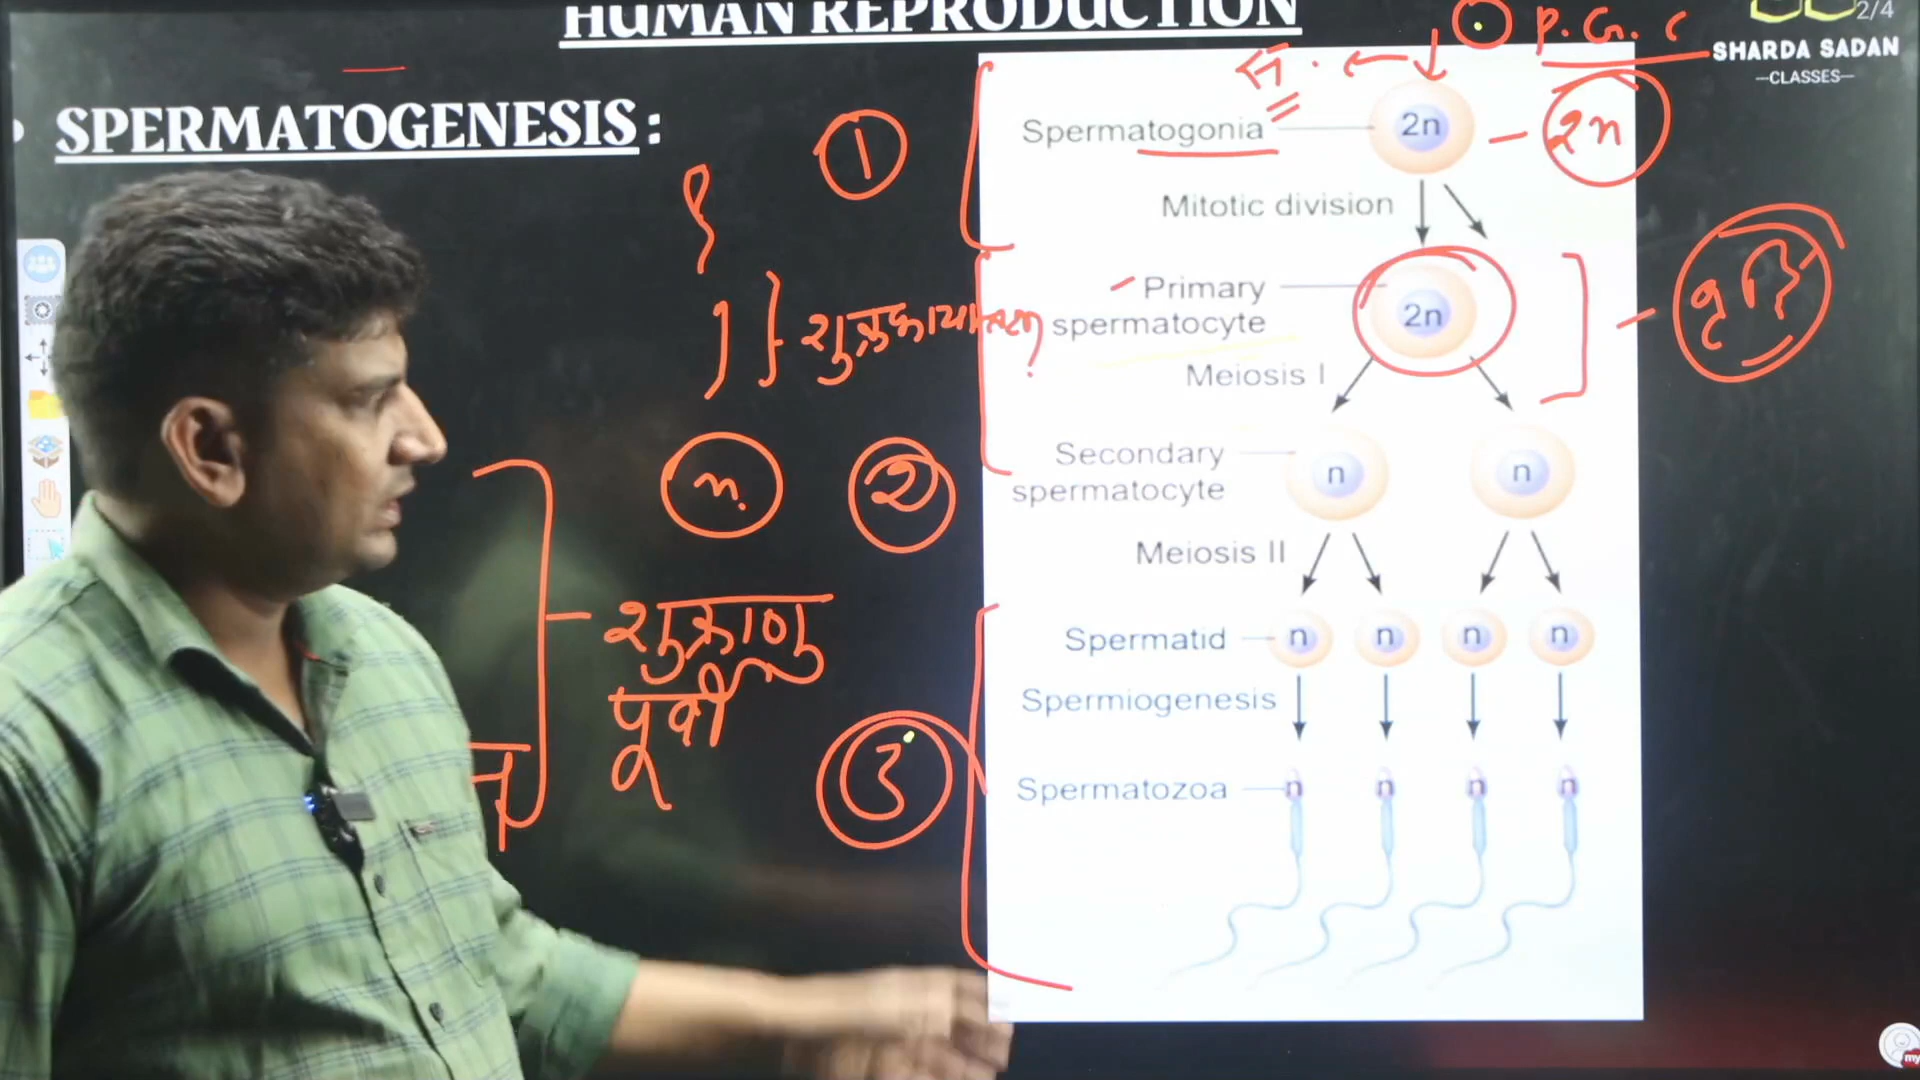 HUMAN REPRODUCTION
2/4
SHARDA SADAN
—CLASSES—
P.G.C
SPERMATOGENESIS :
1
Spermatogonia
2n
2n
Mitotic division
Primary
spermatocyte
2n
Meiosis I
n
2
Secondary
spermatocyte
n
n
Meiosis II
शुक्राणु
पूर्वी
Spermatid
n
n
n
n
Spermiogenesis
3
Spermatozoa
n
n
n
n